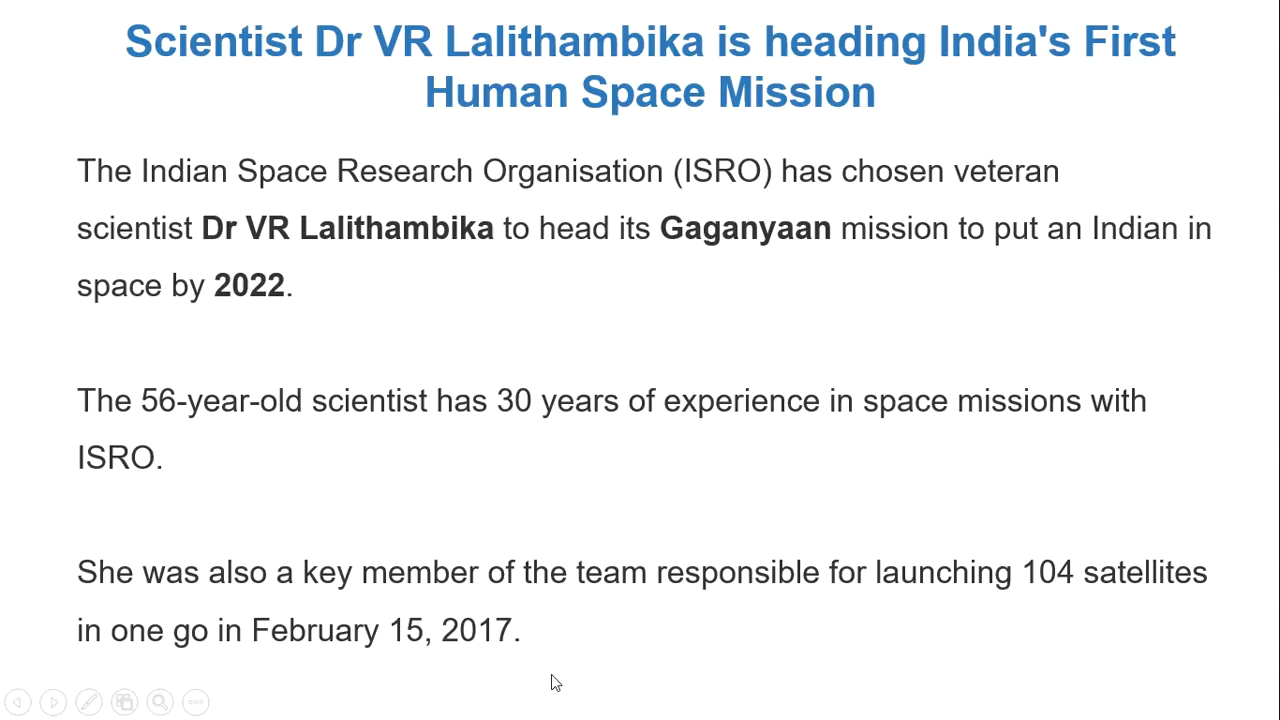 Scientist Dr VR Lalithambika is heading India's First
Human Space Mission
The Indian Space Research Organisation (ISRO) has chosen veteran
scientist Dr VR Lalithambika to head its Gaganyaan mission to put an Indian in
space by 2022.
The 56-year-old scientist has 30 years of experience in space missions with
ISRO.
She was also a key member of the team responsible for launching 104 satellites
in one go in February 15, 2017.